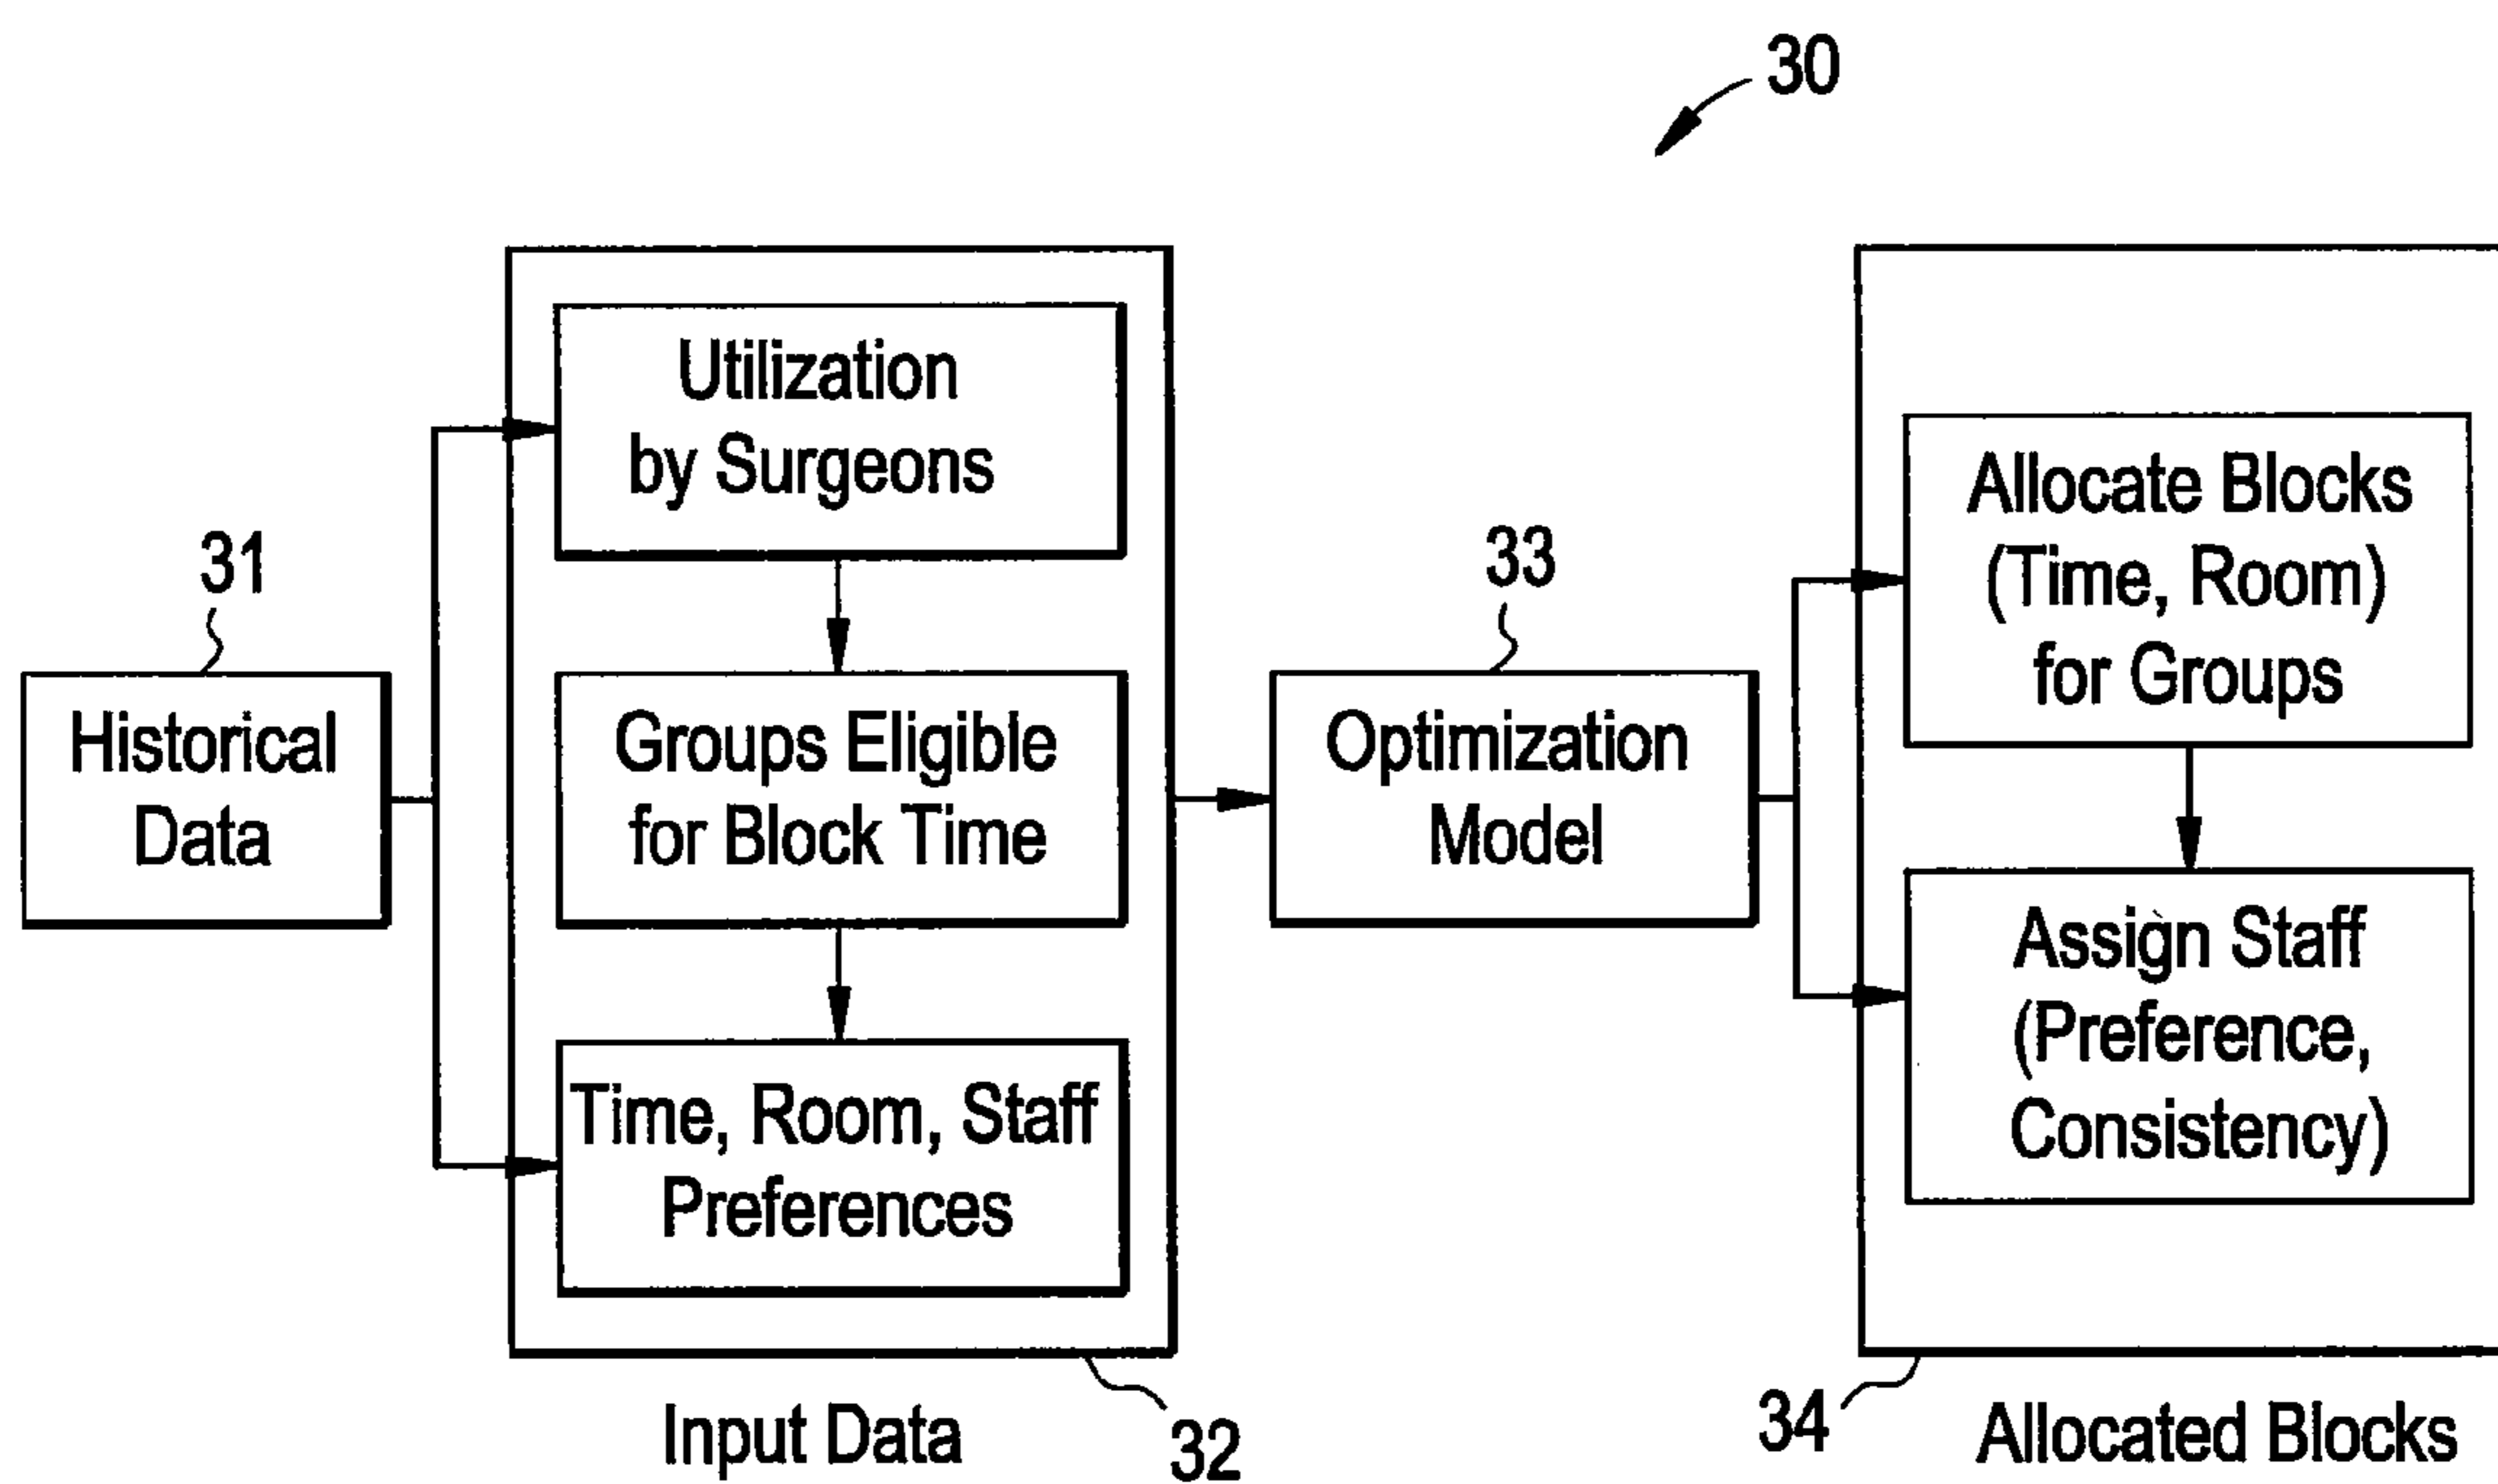 30
31
Historical
Data
Utilization
by Surgeons
Groups Eligible
for Block Time
Time, Room, Staff
Preferences
Input Data
32
33
Optimization
Model
Allocate Blocks
(Time, Room)
for Groups
Assign Staff
(Preference,
Consistency)
34
Allocated Blocks